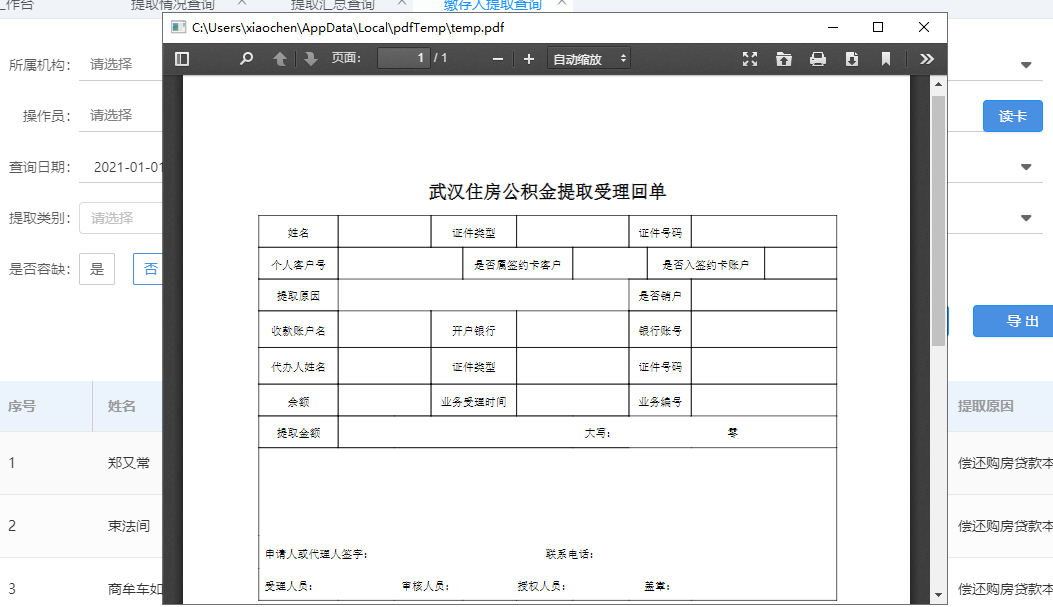 工作台 提取情况查询 提取汇总查询 缴存人提取查询
C:\Users\xiaochen\AppData\Local\pdfTemp\temp.pdf
页面: 1 / 1 自动缩放
所属机构: 请选择
操作员: 请选择 读卡
查询日期: 2021-01-01
提取类别: 请选择
是否容缺: 是 否
导 出
序号 姓名 提取原因
1 郑又常 偿还购房贷款本
2 束法间 偿还购房贷款本
3 商牟车如 偿还购房贷款本
武汉住房公积金提取受理回单
姓名 证件类型 证件号码
个人客户号 是否属签约卡客户 是否入签约卡账户
提取原因 是否销户
收款账户名 开户银行 银行账号
代办人姓名 证件类型 证件号码
余额 业务受理时间 业务编号
提取金额 大写: 零
申请人或代理人签字: 联系电话:
受理人员: 审核人员: 授权人员: 盖章: